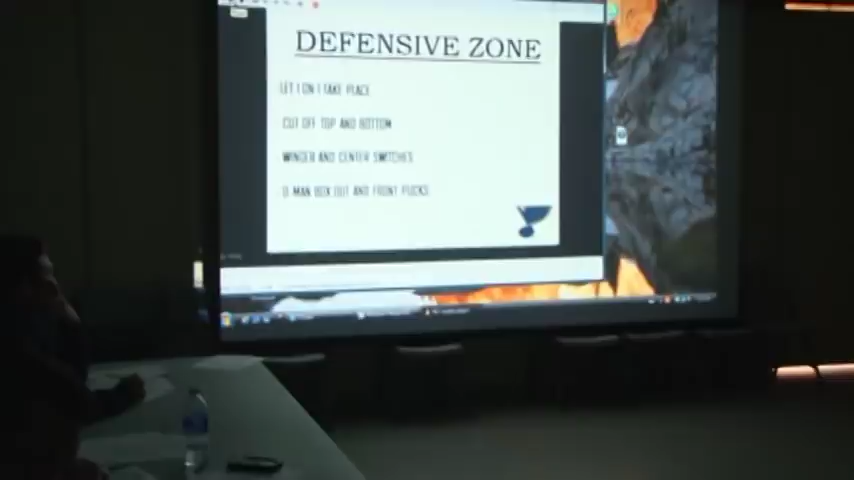 DEFENSIVE ZONE
LET 1 ON 1 TAKE PLACE
CUT OFF TOP AND BOTTOM
WINGER AND CENTER SWITCHES
D MAN BOX OUT AND FRONT PUCKS